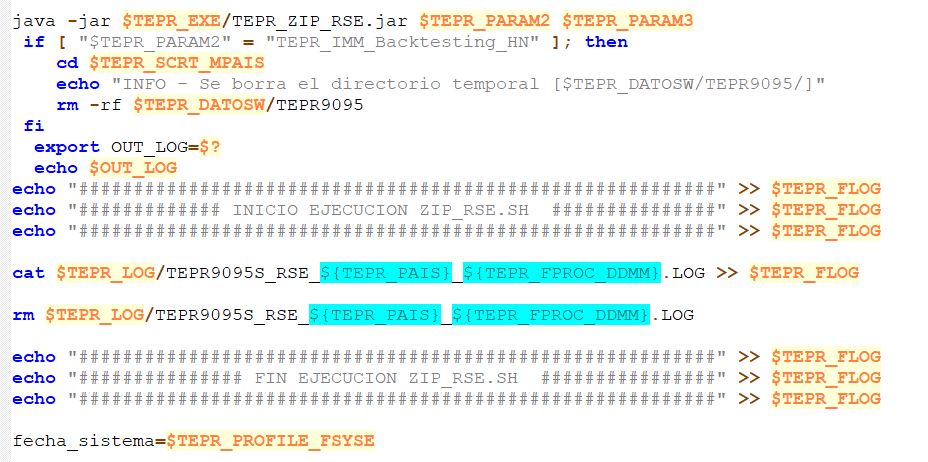 java -jar $TEPR_EXE/TEPR_ZIP_RSE.jar $TEPR_PARAM2 $TEPR_PARAM3
if [ "$TEPR_PARAM2" = "TEPR_IMM_Backtesting_HN" ]; then
cd $TEPR_SCRT_MPAIS
echo "INFO - Se borra el directorio temporal [$TEPR_DATOSW/TEPR9095/]"
rm -rf $TEPR_DATOSW/TEPR9095
fi
export OUT_LOG=$?
echo $OUT_LOG
echo "##########################################################" >> $TEPR_FLOG
echo "############# INICIO EJECUCION ZIP_RSE.SH  ###############" >> $TEPR_FLOG
echo "##########################################################" >> $TEPR_FLOG
cat $TEPR_LOG/TEPR9095S_RSE_${TEPR_PAIS}_${TEPR_FPROC_DDMM}.LOG >> $TEPR_FLOG
rm $TEPR_LOG/TEPR9095S_RSE_${TEPR_PAIS}_${TEPR_FPROC_DDMM}.LOG
echo "##########################################################" >> $TEPR_FLOG
echo "############### FIN EJECUCION ZIP_RSE.SH  ################" >> $TEPR_FLOG
echo "##########################################################" >> $TEPR_FLOG
fecha_sistema=$TEPR_PROFILE_FSYSE